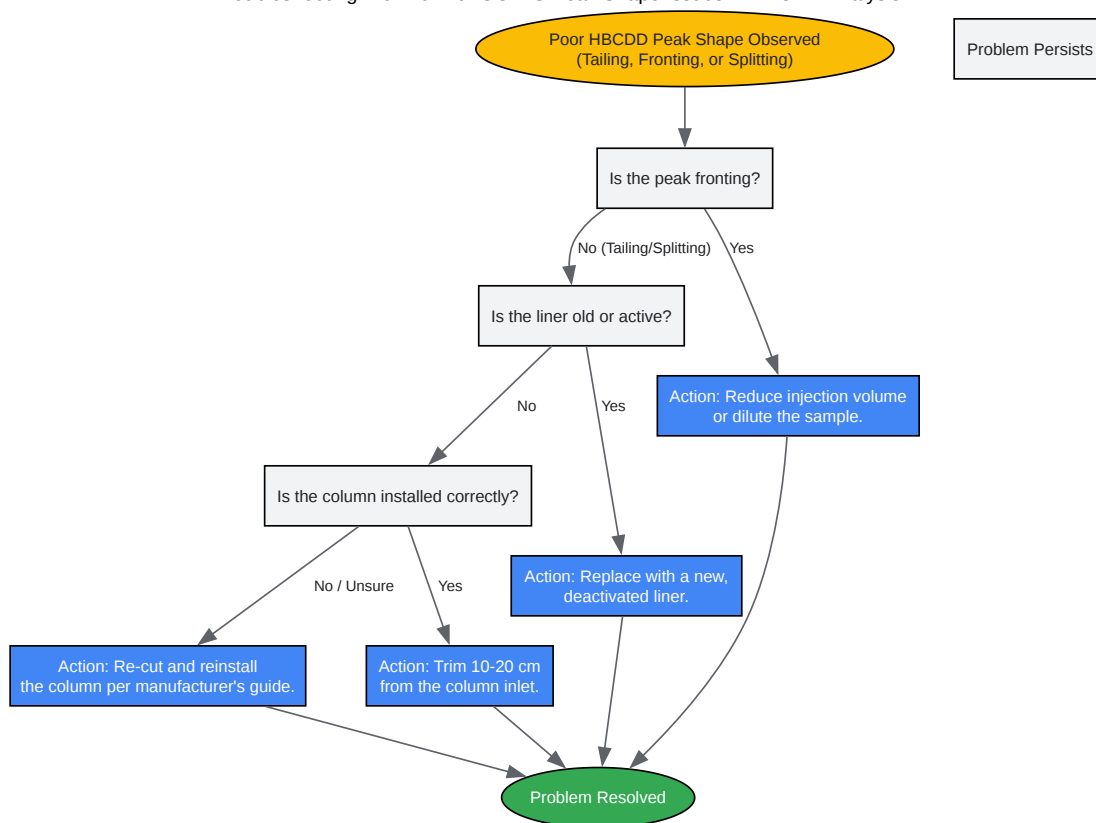 Poor HBCDD Peak Shape Observed
(Tailing, Fronting, or Splitting)
Problem Persists
Is the peak fronting?
No (Tailing/Splitting)
Yes
Is the liner old or active?
No
Yes
Action: Reduce injection volume
or dilute the sample.
Is the column installed correctly?
No / Unsure
Yes
Action: Replace with a new,
deactivated liner.
Action: Re-cut and reinstall
the column per manufacturer's guide.
Action: Trim 10-20 cm
from the column inlet.
Problem Resolved